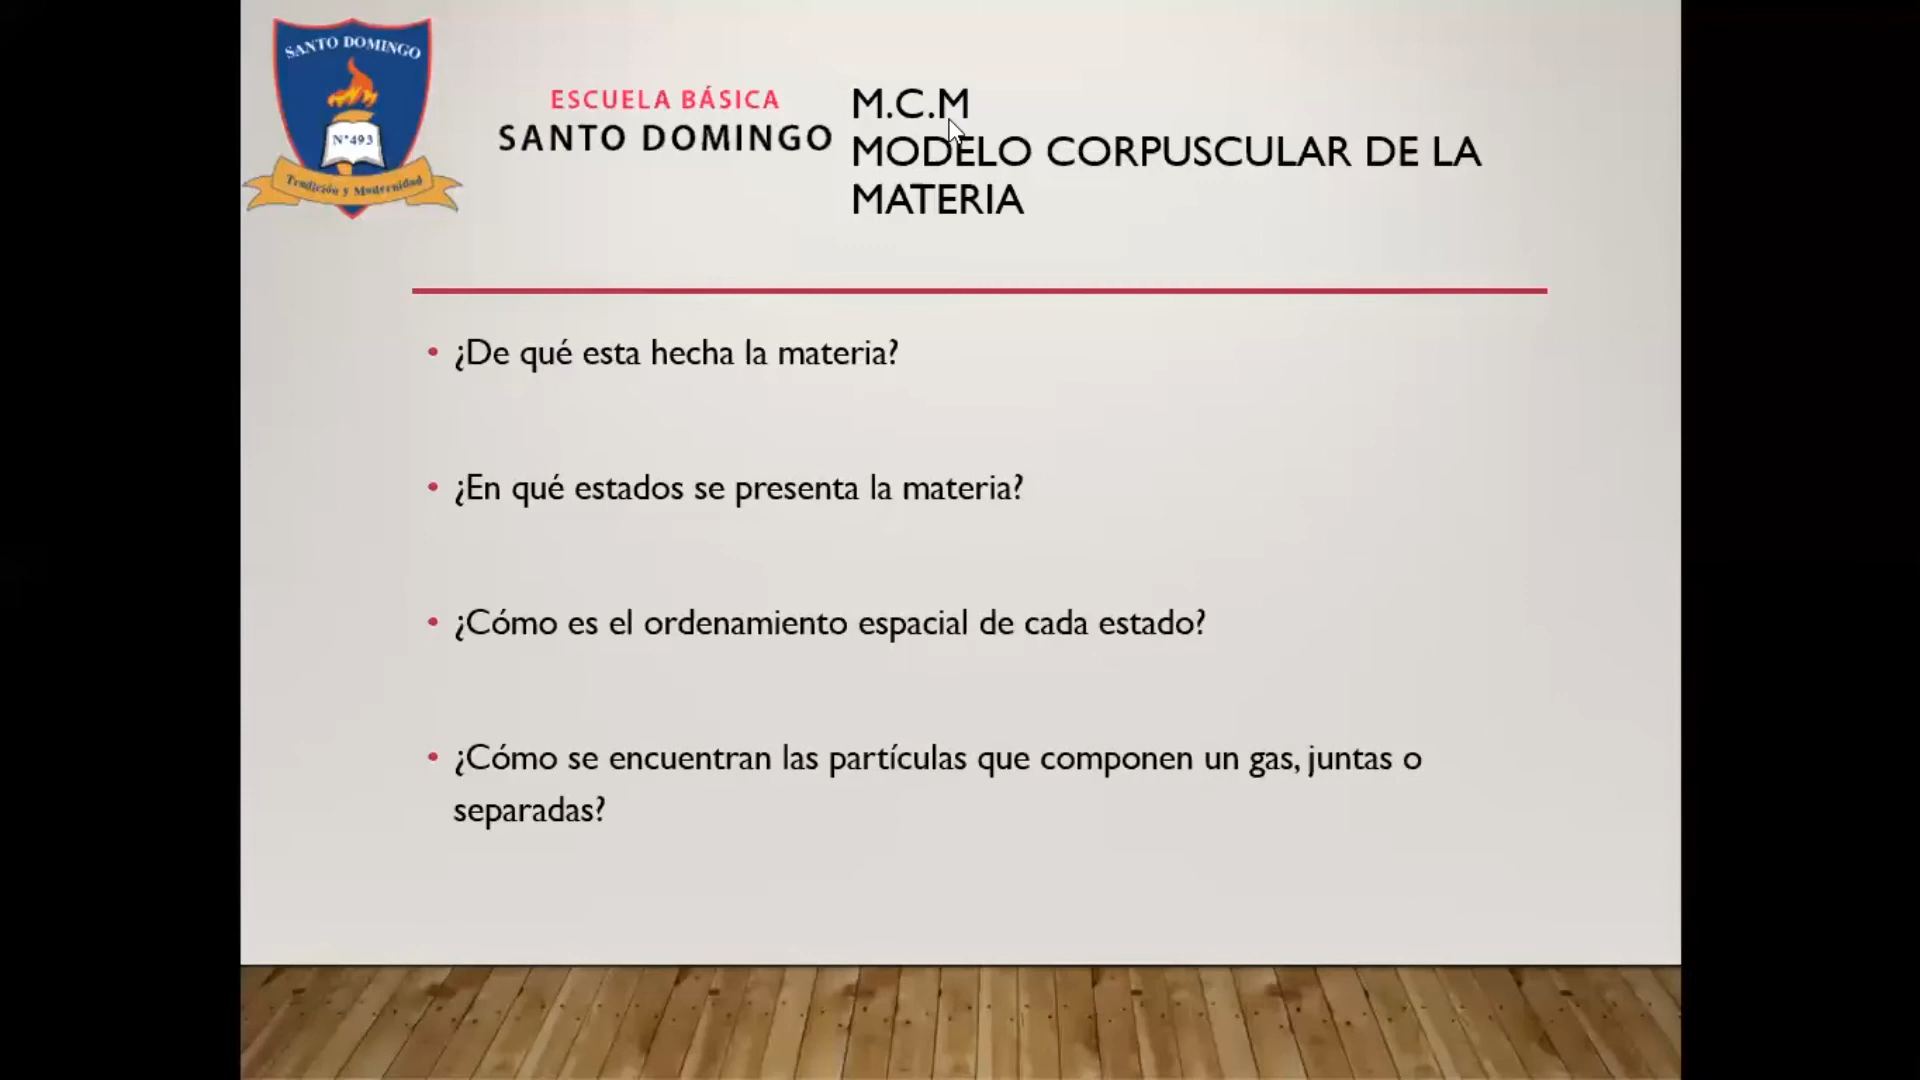 SANTO DOMINGO
N°493
Tradición y Modernidad
ESCUELA BÁSICA
SANTO DOMINGO
M.C.M
MODELO CORPUSCULAR DE LA
MATERIA
• ¿De qué esta hecha la materia?
• ¿En qué estados se presenta la materia?
• ¿Cómo es el ordenamiento espacial de cada estado?
• ¿Cómo se encuentran las partículas que componen un gas, juntas o
separadas?